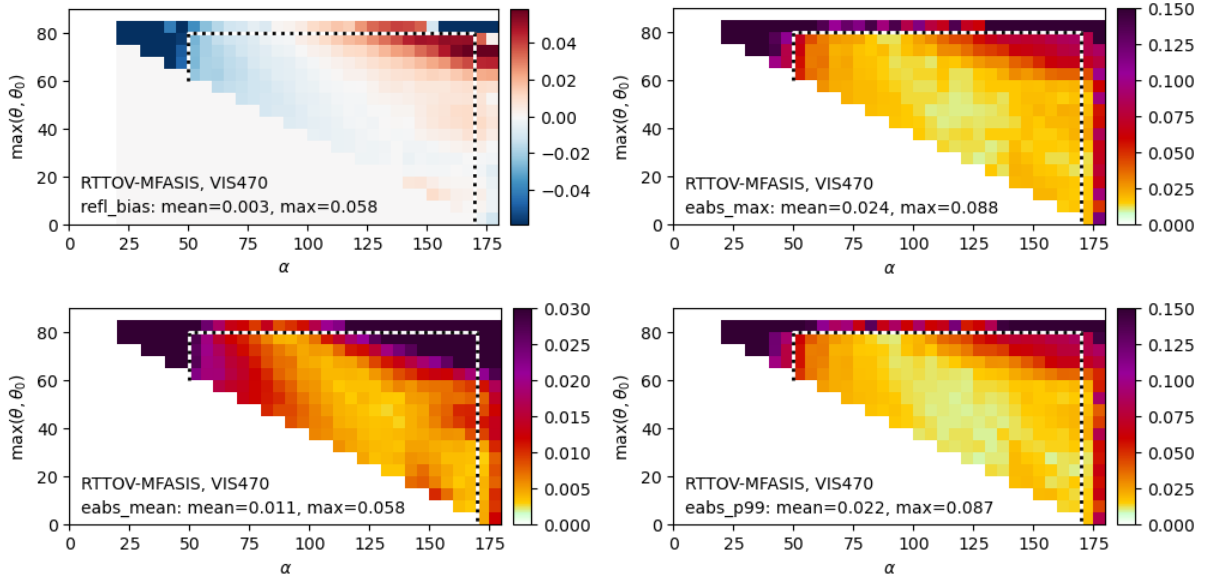 80
60
40
20
0
max(θ, θ₀)
RTTOV-MFASIS, VIS470
refl_bias: mean=0.003, max=0.058
0 25 50 75 100 125 150 175
α
0.04
0.02
0.00
−0.02
−0.04
80
60
40
20
0
max(θ, θ₀)
RTTOV-MFASIS, VIS470
eabs_max: mean=0.024, max=0.088
0 25 50 75 100 125 150 175
α
0.150
0.125
0.100
0.075
0.050
0.025
0.000
80
60
40
20
0
max(θ, θ₀)
RTTOV-MFASIS, VIS470
eabs_mean: mean=0.011, max=0.058
0 25 50 75 100 125 150 175
α
0.030
0.025
0.020
0.015
0.010
0.005
0.000
80
60
40
20
0
max(θ, θ₀)
RTTOV-MFASIS, VIS470
eabs_p99: mean=0.022, max=0.087
0 25 50 75 100 125 150 175
α
0.150
0.125
0.100
0.075
0.050
0.025
0.000